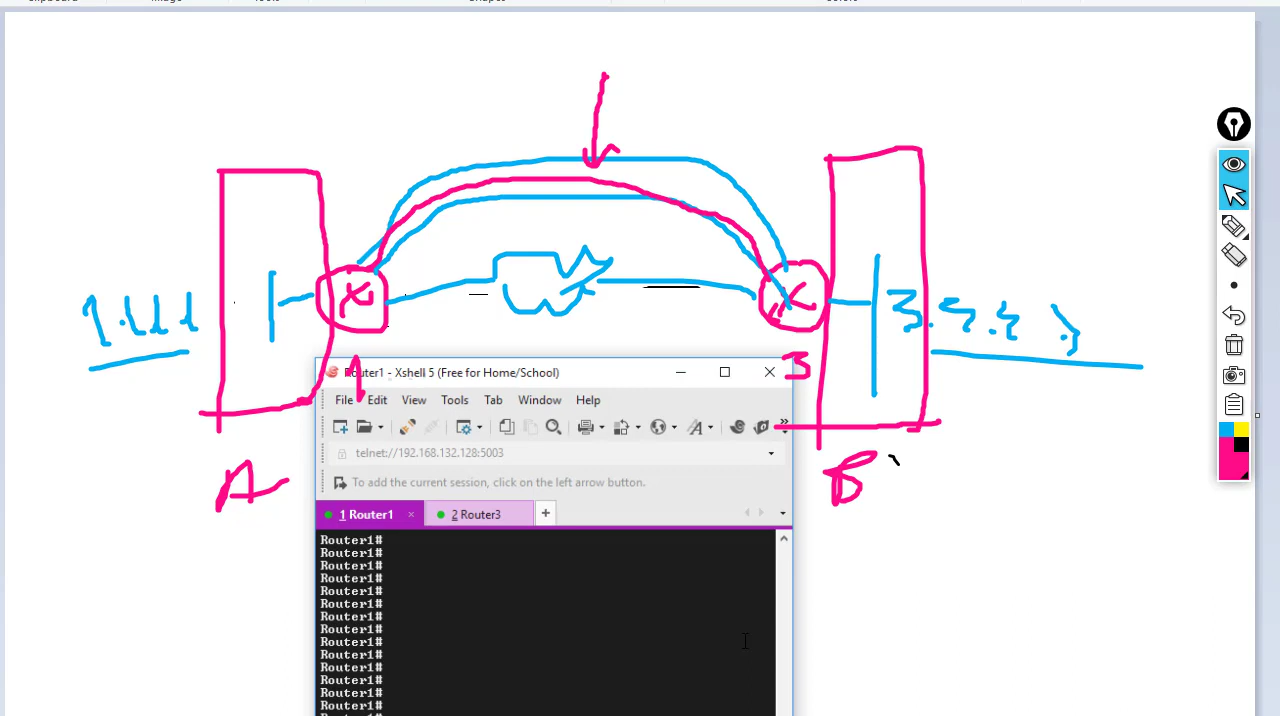 1.1.1.1
3.3.3.3
1
3
A
B
Router1 - Xshell 5 (Free for Home/School)
File Edit View Tools Tab Window Help
telnet://192.168.132.128:5003
To add the current session, click on the left arrow button.
1 Router1 × 2 Router3 +
Router1#
Router1#
Router1#
Router1#
Router1#
Router1#
Router1#
Router1#
Router1#
Router1#
Router1#
Router1#
Router1#
Router1#